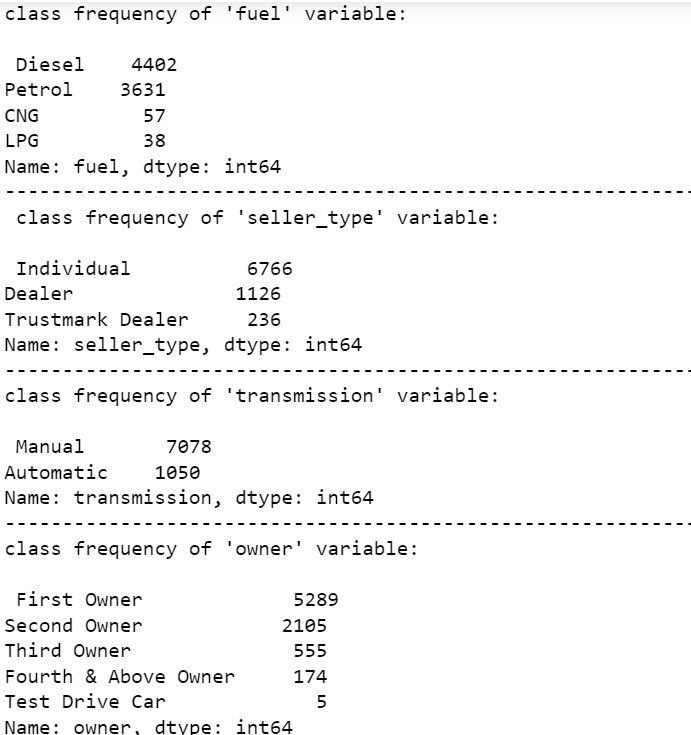 class frequency of 'fuel' variable:
Diesel 4402
Petrol 3631
CNG 57
LPG 38
Name: fuel, dtype: int64
--------------------------------------------------------------
class frequency of 'seller_type' variable:
Individual 6766
Dealer 1126
Trustmark Dealer 236
Name: seller_type, dtype: int64
--------------------------------------------------------------
class frequency of 'transmission' variable:
Manual 7078
Automatic 1050
Name: transmission, dtype: int64
--------------------------------------------------------------
class frequency of 'owner' variable:
First Owner 5289
Second Owner 2105
Third Owner 555
Fourth & Above Owner 174
Test Drive Car 5
Name: owner, dtype: int64